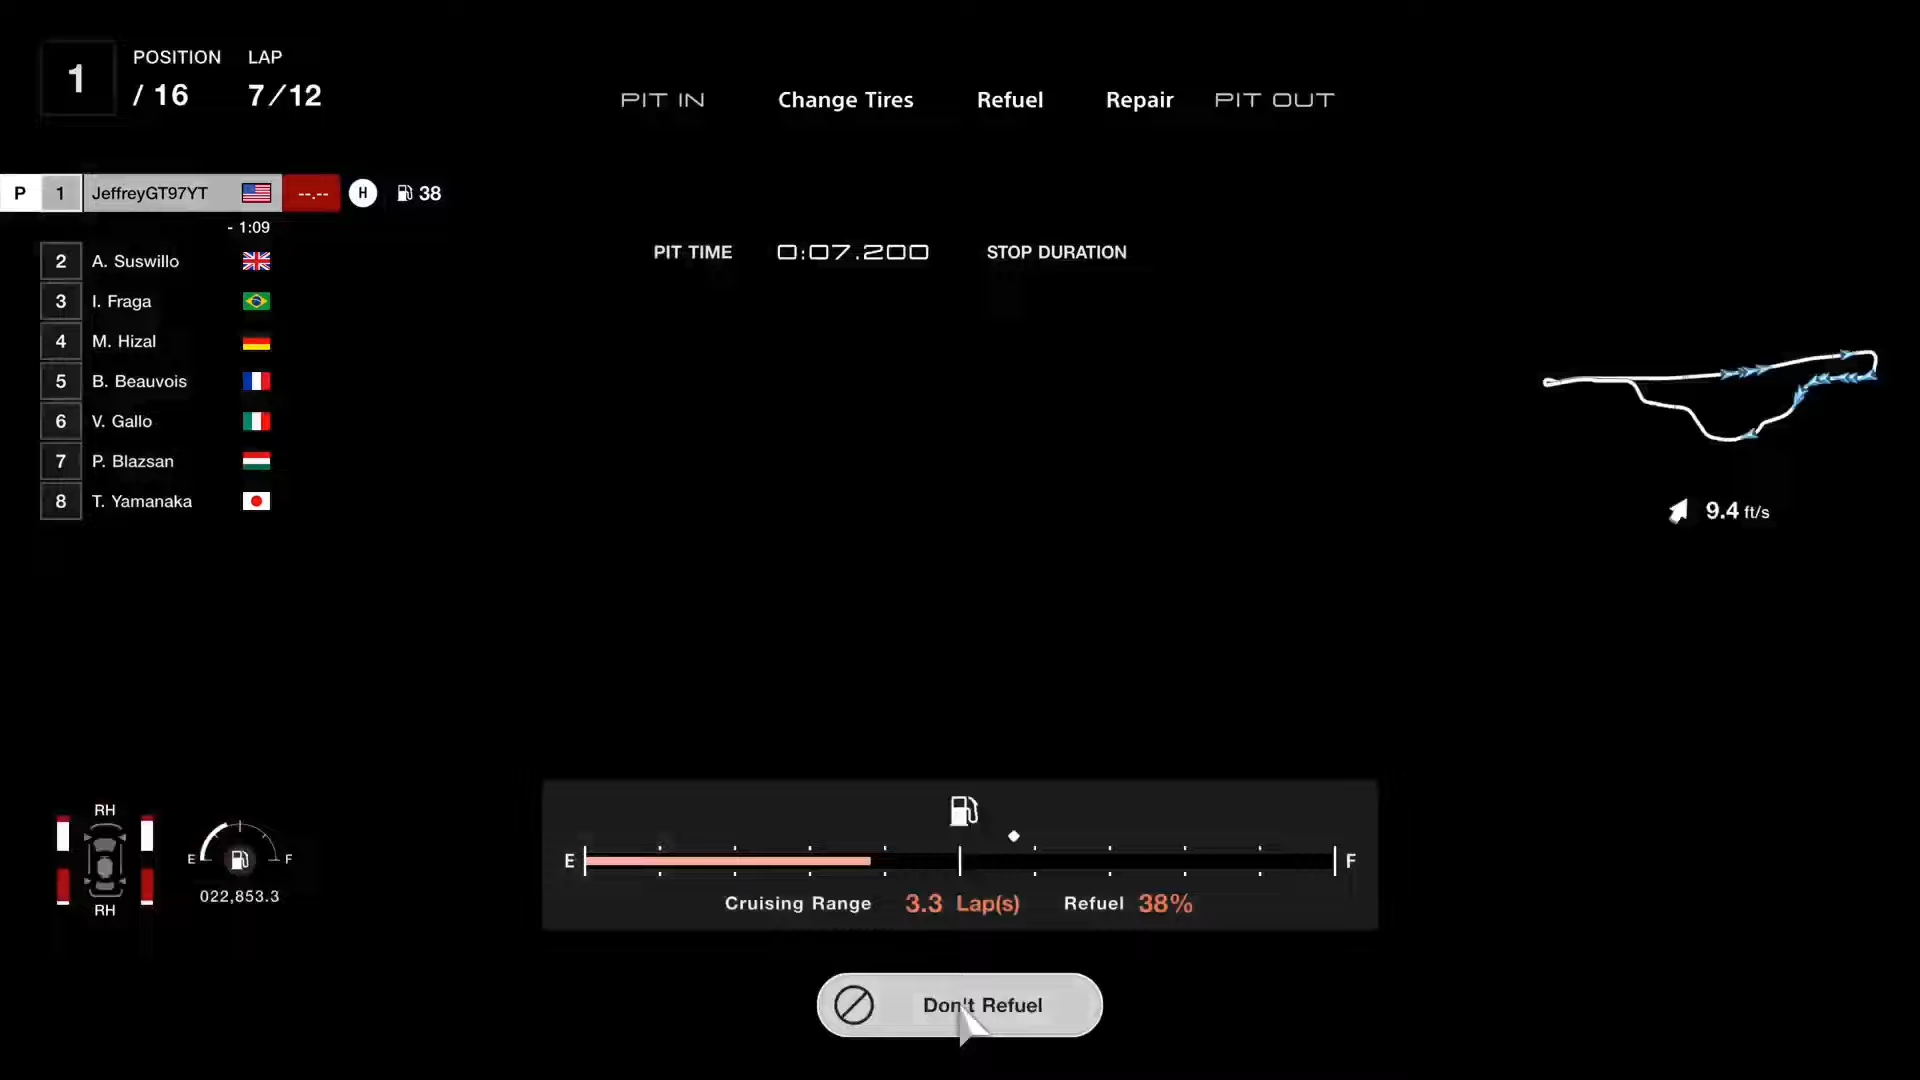 1 POSITION / 16 LAP 7/12
PIT IN Change Tires Refuel Repair PIT OUT
P 1 JeffreyGT97YT --.-- H 38
- 1:09
PIT TIME 0:07.200 STOP DURATION
2 A. Suswillo
3 I. Fraga
4 M. Hizal
5 B. Beauvois
6 V. Gallo
7 P. Blazsan
8 T. Yamanaka
9.4 ft/s
RH
E F
022,853.3
RH
E F
Cruising Range 3.3 Lap(s) Refuel 38%
Don't Refuel